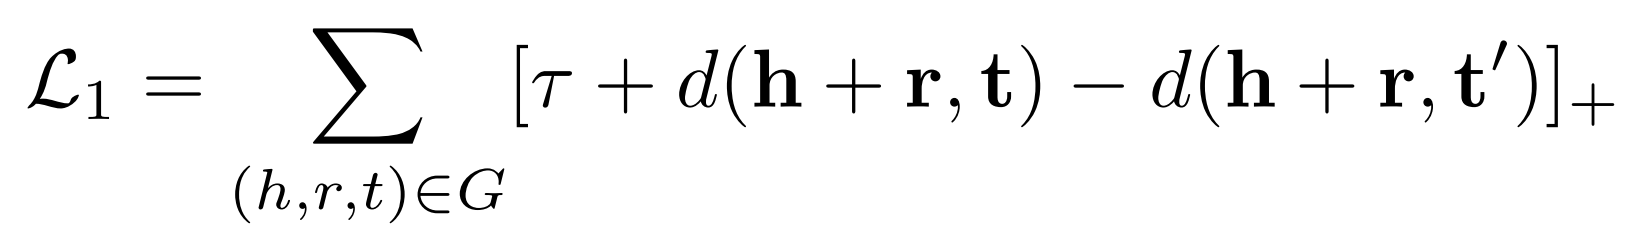 ℒ₁ = ∑_{(h,r,t)∈G} [τ + d(𝐡 + 𝐫, 𝐭) − d(𝐡 + 𝐫, 𝐭′)]₊